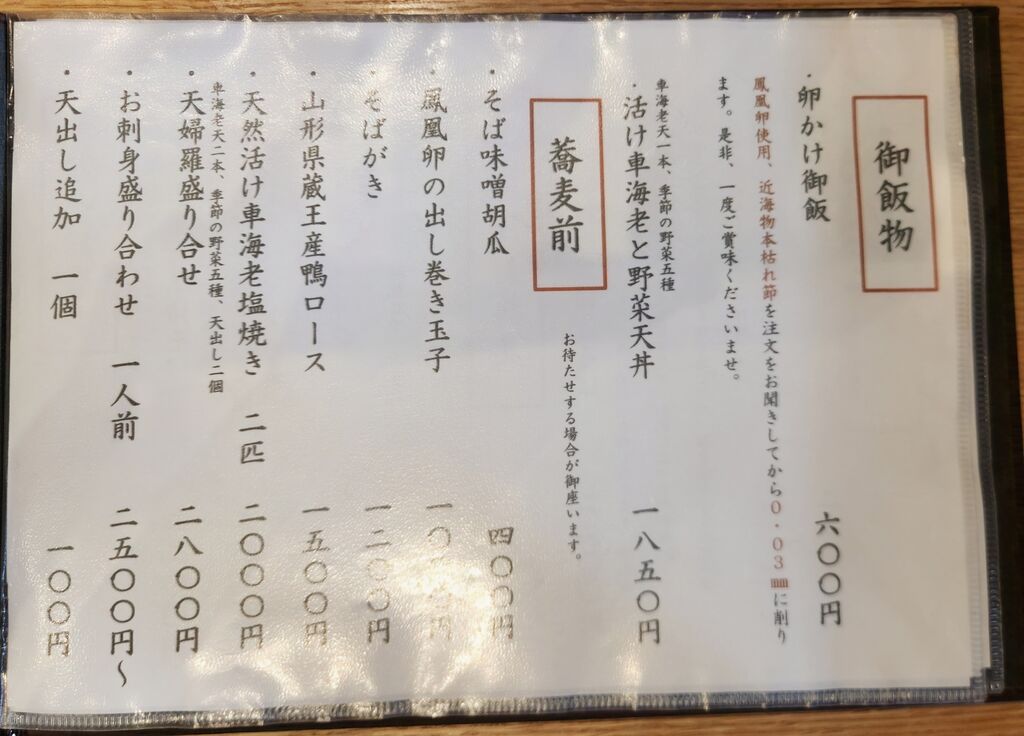 御飯物
・卵かけ御飯　六〇〇円
鳳凰卵使用、近海物本枯れ節を注文をお聞きしてから０．０３㎜に削り
ます。是非、一度ご賞味くださいませ。
・活け車海老と野菜天丼　一八五〇円
車海老天一本、季節の野菜五種
蕎麦前
お待たせする場合が御座います。
・そば味噌胡瓜　四〇〇円
・鳳凰卵の出し巻き玉子
・そばがき　一二〇〇円
・山形県蔵王産鴨ロース　一五〇〇円
・天然活け車海老塩焼き　二匹　二〇〇〇円
・天婦羅盛り合せ　二八〇〇円
車海老天二本、季節の野菜五種、天出し二個
・お刺身盛り合わせ　一人前　二五〇〇円～
・天出し追加　一個　一〇〇円